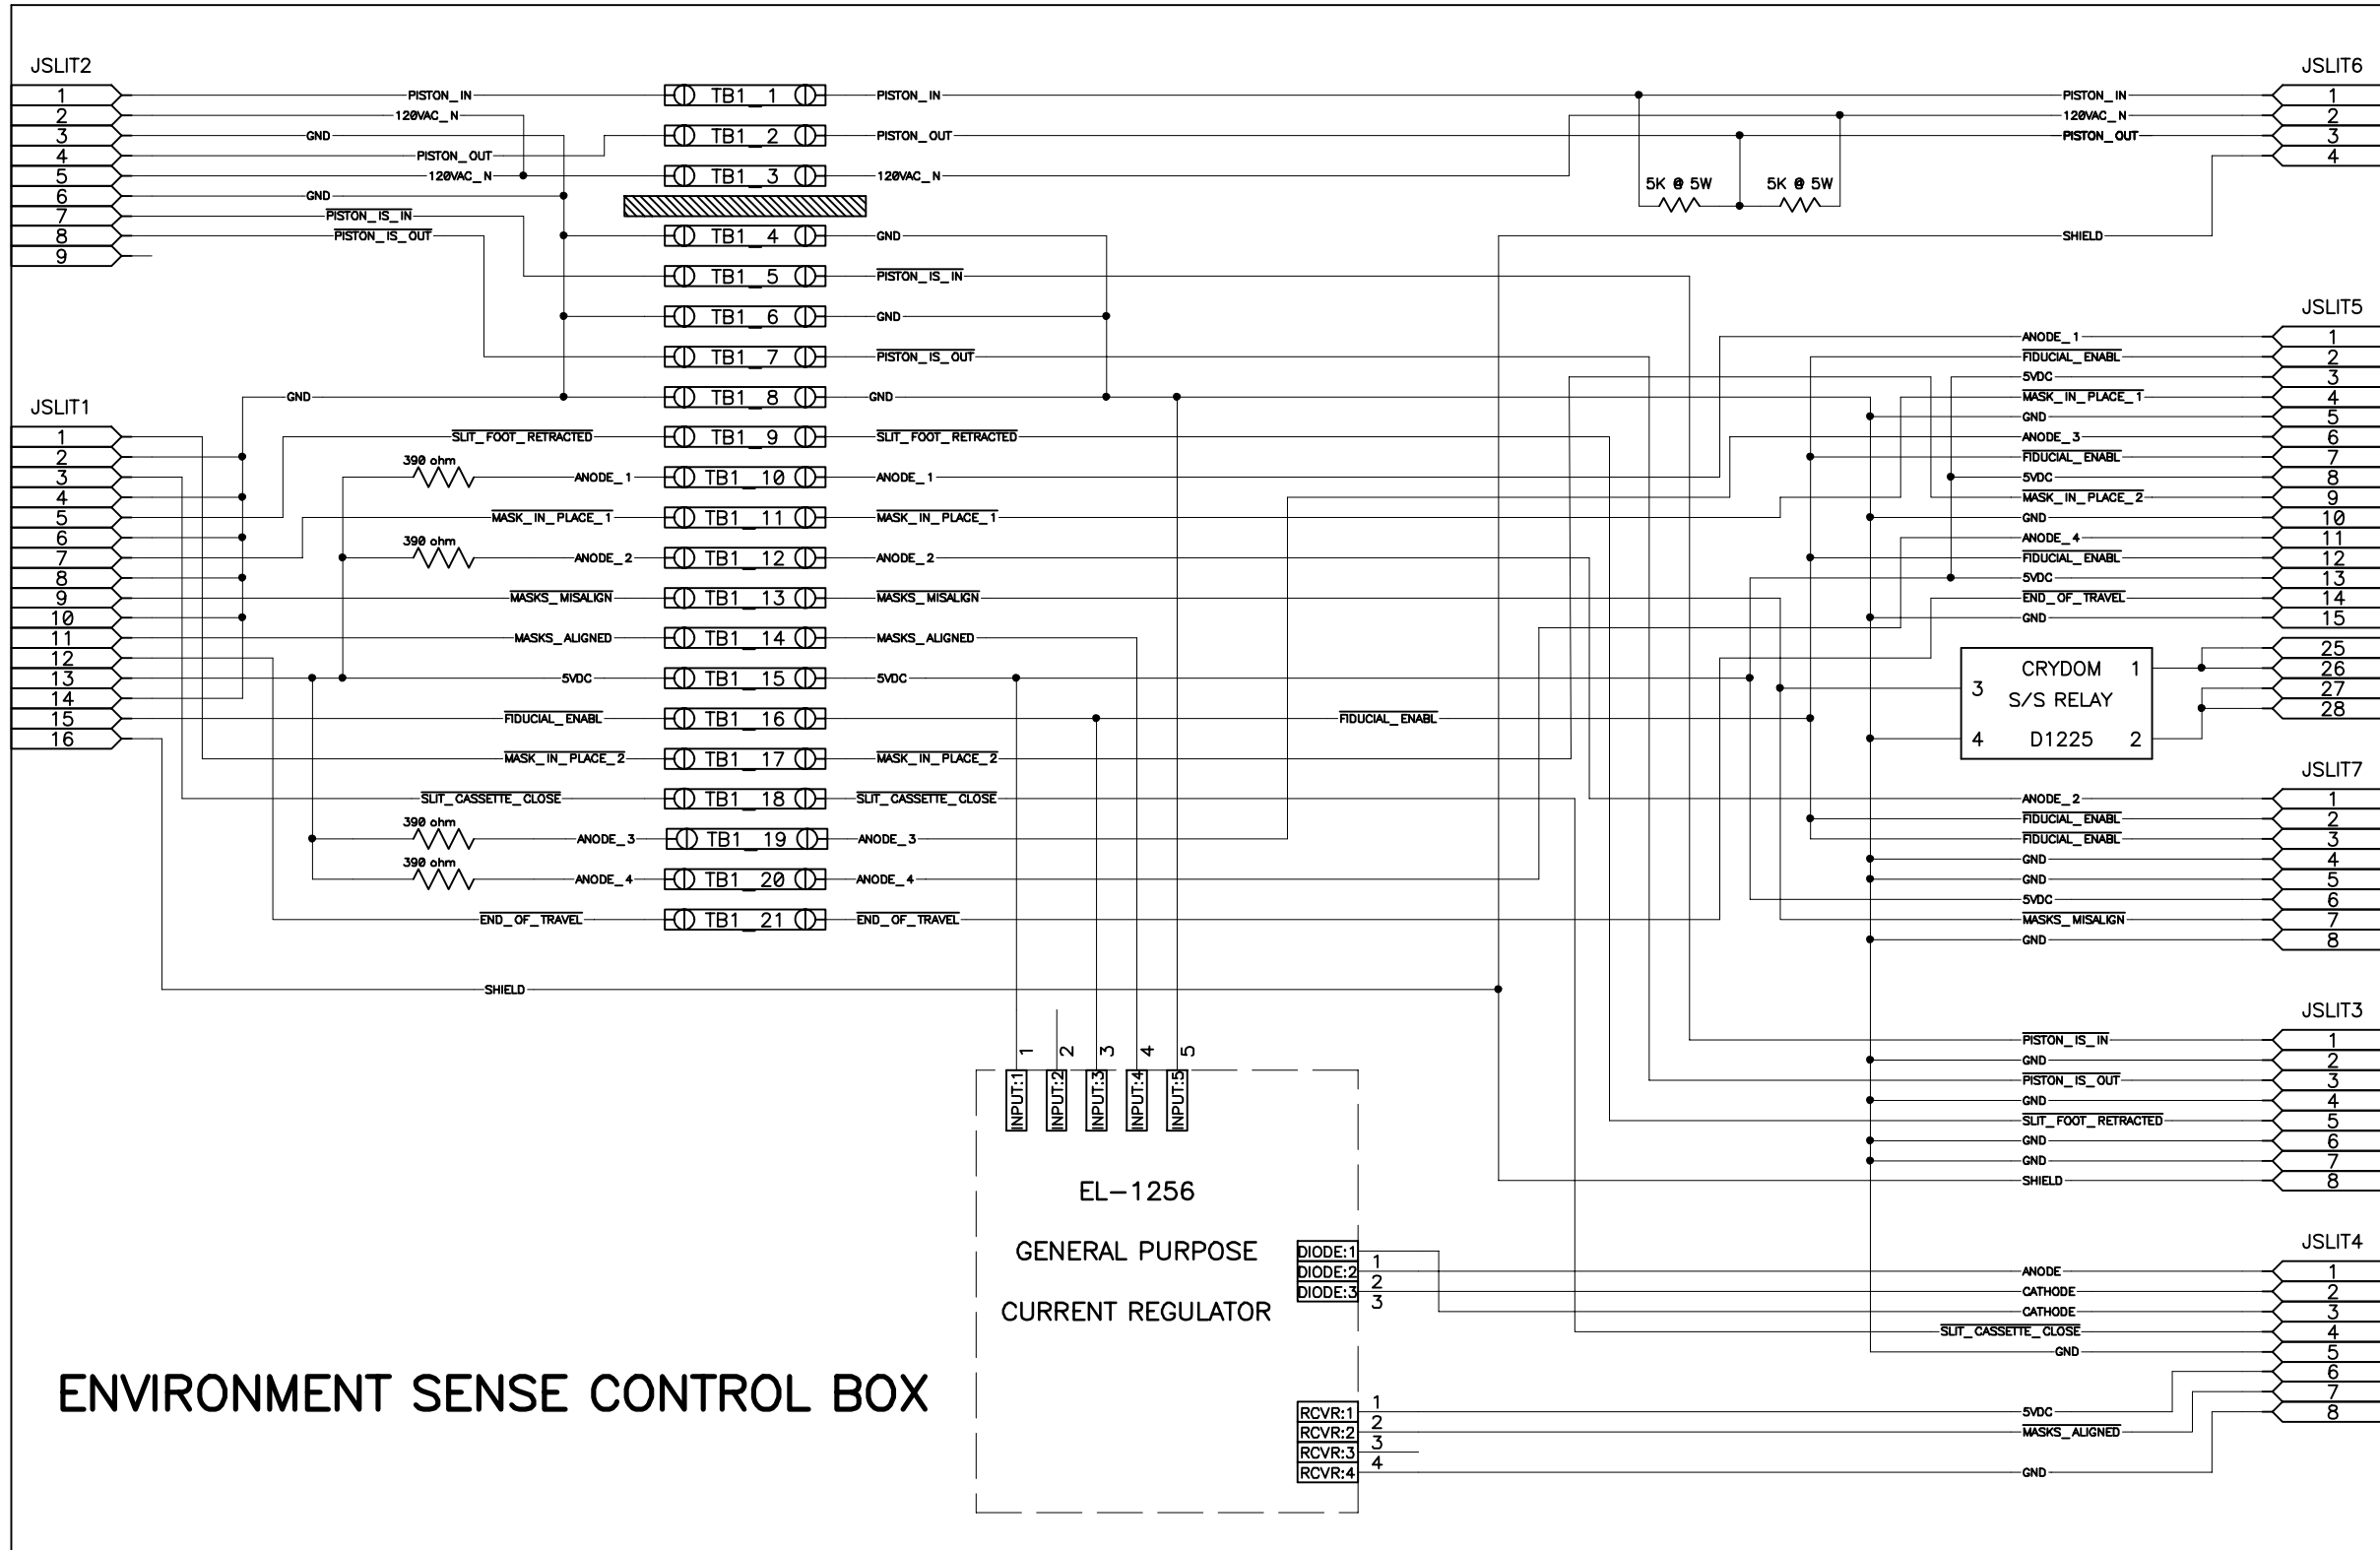 JSLIT2
1 PISTON_IN TB1_1 PISTON_IN
2 120VAC_N
3 GND TB1_2 PISTON_OUT
4 PISTON_OUT
5 120VAC_N TB1_3 120VAC_N
6 GND
7 PISTON_IS_IN
8 PISTON_IS_OUT TB1_4 GND
9
TB1_5 PISTON_IS_IN
TB1_6 GND
TB1_7 PISTON_IS_OUT
GND TB1_8 GND
JSLIT1
1 SLIT_FOOT_RETRACTED TB1_9 SLIT_FOOT_RETRACTED
2
390 ohm
3 ANODE_1 TB1_10 ANODE_1
4
5 MASK_IN_PLACE_1 TB1_11 MASK_IN_PLACE_1
6
390 ohm
7 ANODE_2 TB1_12 ANODE_2
8
9 MASKS_MISALIGN TB1_13 MASKS_MISALIGN
10
11 MASKS_ALIGNED TB1_14 MASKS_ALIGNED
12
13 5VDC TB1_15 5VDC
14
15 FIDUCIAL_ENABL TB1_16 FIDUCIAL_ENABL
16
MASK_IN_PLACE_2 TB1_17 MASK_IN_PLACE_2
SLIT_CASSETTE_CLOSE TB1_18 SLIT_CASSETTE_CLOSE
390 ohm
ANODE_3 TB1_19 ANODE_3
390 ohm
ANODE_4 TB1_20 ANODE_4
END_OF_TRAVEL TB1_21 END_OF_TRAVEL
SHIELD
5K @ 5W 5K @ 5W
JSLIT6
PISTON_IN 1
120VAC_N 2
PISTON_OUT 3
4
SHIELD
JSLIT5
ANODE_1 1
FIDUCIAL_ENABL 2
5VDC 3
MASK_IN_PLACE_1 4
GND 5
ANODE_3 6
FIDUCIAL_ENABL 7
5VDC 8
MASK_IN_PLACE_2 9
GND 10
ANODE_4 11
FIDUCIAL_ENABL 12
5VDC 13
END_OF_TRAVEL 14
GND 15
25
26
27
28
CRYDOM 1
3
S/S RELAY
4 D1225 2
JSLIT7
ANODE_2 1
FIDUCIAL_ENABL 2
FIDUCIAL_ENABL 3
GND 4
GND 5
5VDC 6
MASKS_MISALIGN 7
GND 8
JSLIT3
PISTON_IS_IN 1
GND 2
PISTON_IS_OUT 3
GND 4
SLIT_FOOT_RETRACTED 5
GND 6
GND 7
SHIELD 8
JSLIT4
ANODE 1
CATHODE 2
CATHODE 3
SLIT_CASSETTE_CLOSE 4
GND 5
6
7
8
5VDC
MASKS_ALIGNED
GND
1 2 3 4 5
INPUT:1 INPUT:2 INPUT:3 INPUT:4 INPUT:5
EL-1256
GENERAL PURPOSE
CURRENT REGULATOR
DIODE:1 1
DIODE:2 2
DIODE:3 3
RCVR:1 1
RCVR:2 2
RCVR:3 3
RCVR:4 4
ENVIRONMENT SENSE CONTROL BOX